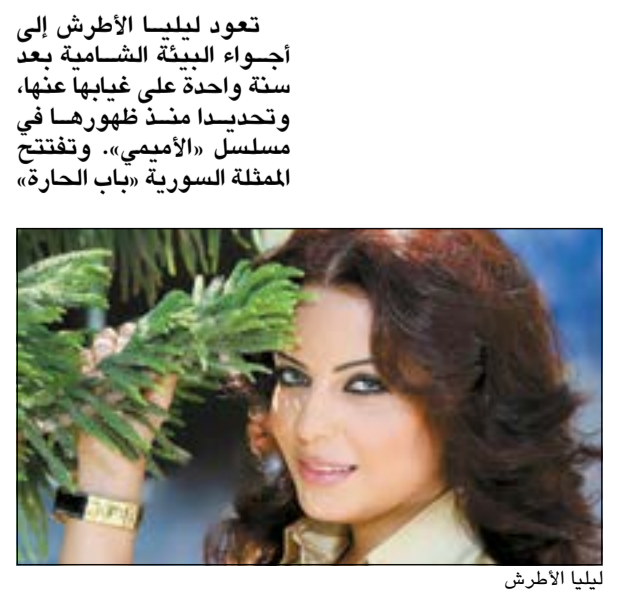 تعود ليليا الأطرش إلى
أجواء البيئة الشامية بعد
سنة واحدة على غيابها عنها،
وتحديدا منذ ظهورها في
مسلسل «الأميمي». وتفتتح
الممثلة السورية «باب الحارة»
ليليا الأطرش